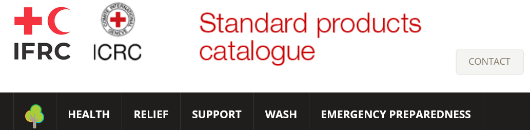 Standard products
catalogue
IFRC
ICRC
CONTACT
HEALTH RELIEF SUPPORT WASH EMERGENCY PREPAREDNESS